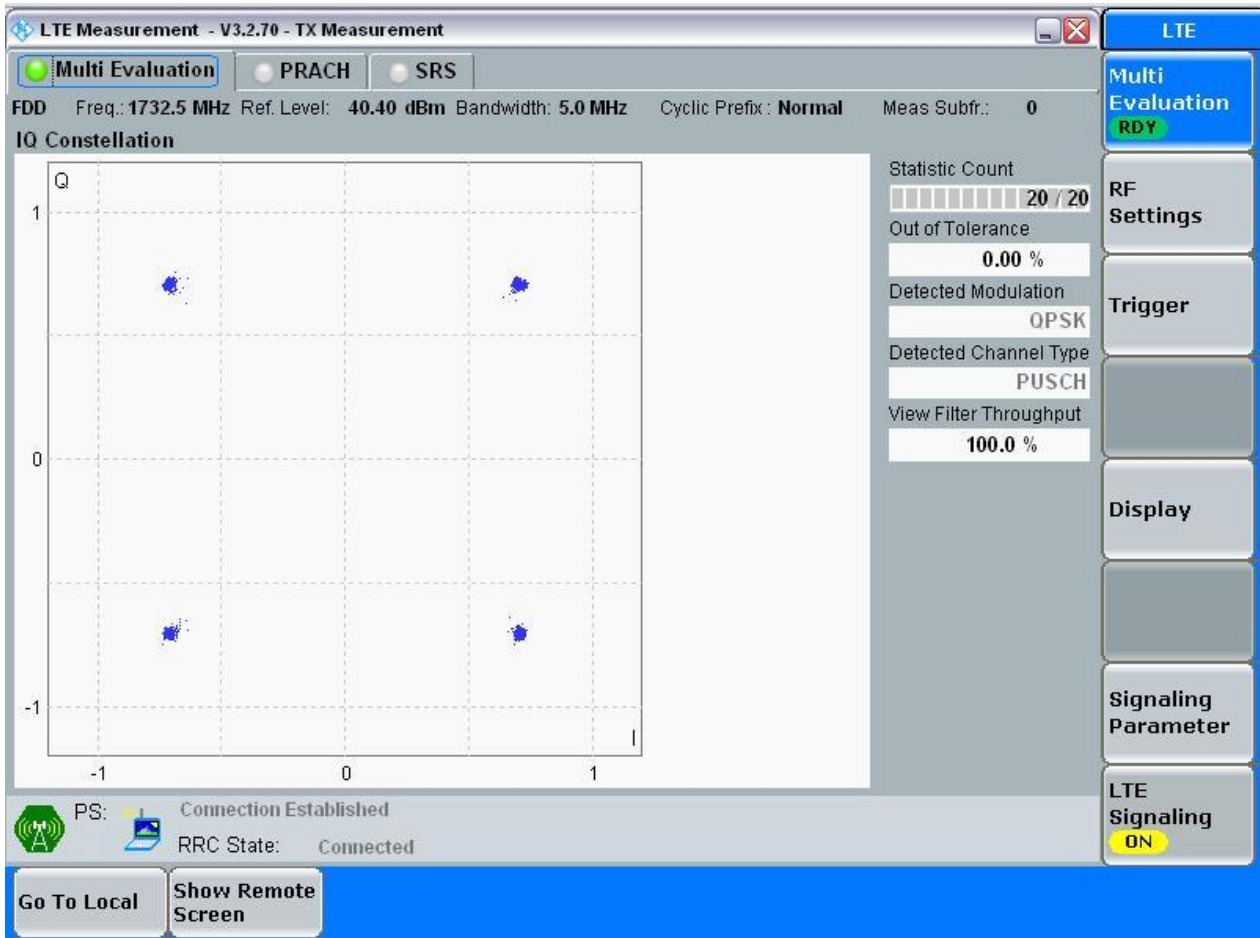 LTE Measurement - V3.2.70 - TX Measurement
LTE
Multi Evaluation PRACH SRS
Multi
Evaluation
RDY
FDD Freq.: 1732.5 MHz Ref. Level: 40.40 dBm Bandwidth: 5.0 MHz Cyclic Prefix : Normal Meas Subfr.: 0
IQ Constellation
Q
1
0
-1
I
-1 0 1
Statistic Count
20 / 20
Out of Tolerance
0.00 %
Detected Modulation
QPSK
Detected Channel Type
PUSCH
View Filter Throughput
100.0 %
RF
Settings
Trigger
Display
Signaling
Parameter
LTE
Signaling
ON
PS: Connection Established
RRC State: Connected
Go To Local
Show Remote
Screen